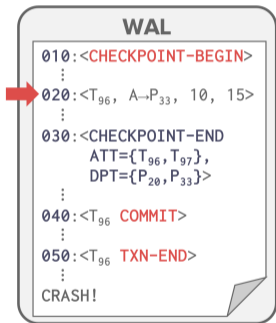 WAL
010:<CHECKPOINT-BEGIN>
⋮
020:<T₉₆, A→P₃₃, 10, 15>
⋮
030:<CHECKPOINT-END
ATT={T₉₆,T₉₇},
DPT={P₂₀,P₃₃}>
⋮
040:<T₉₆ COMMIT>
⋮
050:<T₉₆ TXN-END>
⋮
CRASH!